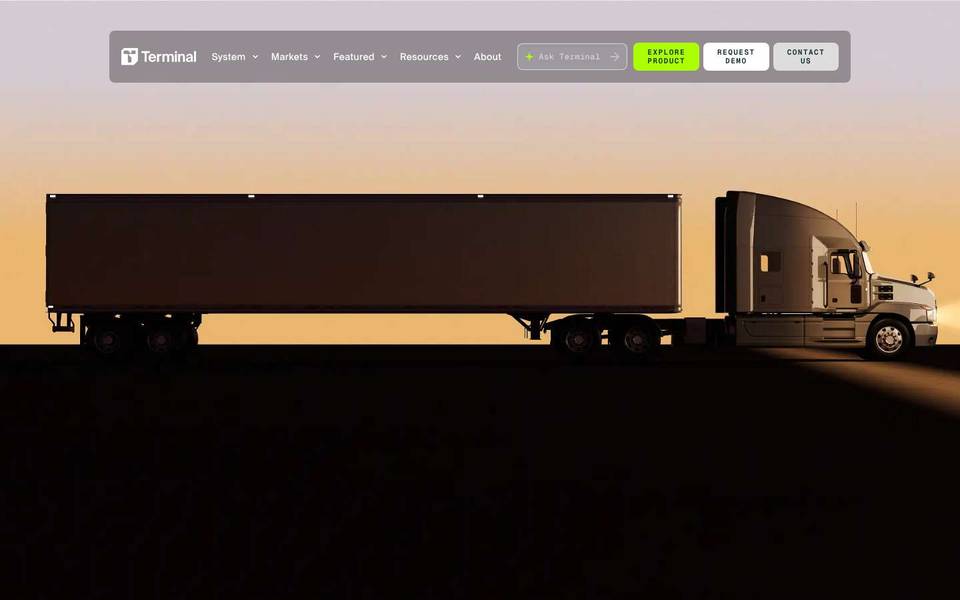 Terminal
System
Markets
Featured
Resources
About
Ask Terminal
EXPLORE
PRODUCT
REQUEST
DEMO
CONTACT
US